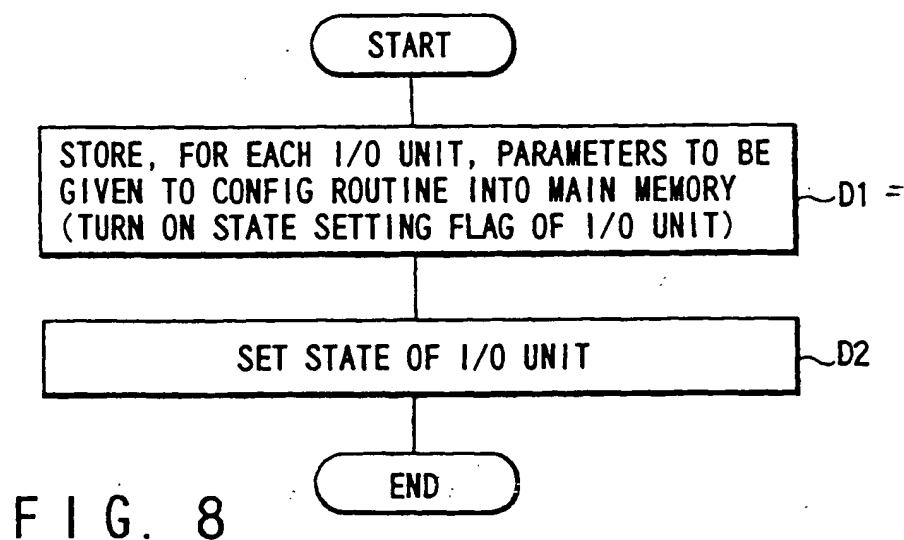 START
STORE, FOR EACH I/O UNIT, PARAMETERS TO BE
GIVEN TO CONFIG ROUTINE INTO MAIN MEMORY
(TURN ON STATE SETTING FLAG OF I/O UNIT)
D1 =
SET STATE OF I/O UNIT
D2
END
FIG. 8